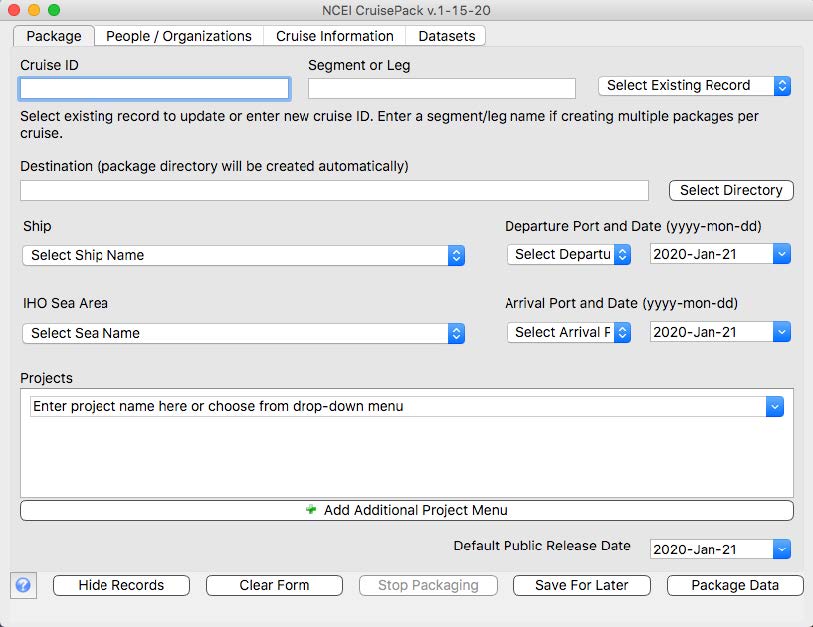 NCEI CruisePack v.1-15-20
Package People / Organizations Cruise Information Datasets
Cruise ID Segment or Leg
Select Existing Record
Select existing record to update or enter new cruise ID. Enter a segment/leg name if creating multiple packages per
cruise.
Destination (package directory will be created automatically)
Select Directory
Ship Departure Port and Date (yyyy-mon-dd)
Select Ship Name Select Departu 2020-Jan-21
IHO Sea Area Arrival Port and Date (yyyy-mon-dd)
Select Sea Name Select Arrival P 2020-Jan-21
Projects
Enter project name here or choose from drop-down menu
Add Additional Project Menu
Default Public Release Date 2020-Jan-21
? Hide Records Clear Form Stop Packaging Save For Later Package Data